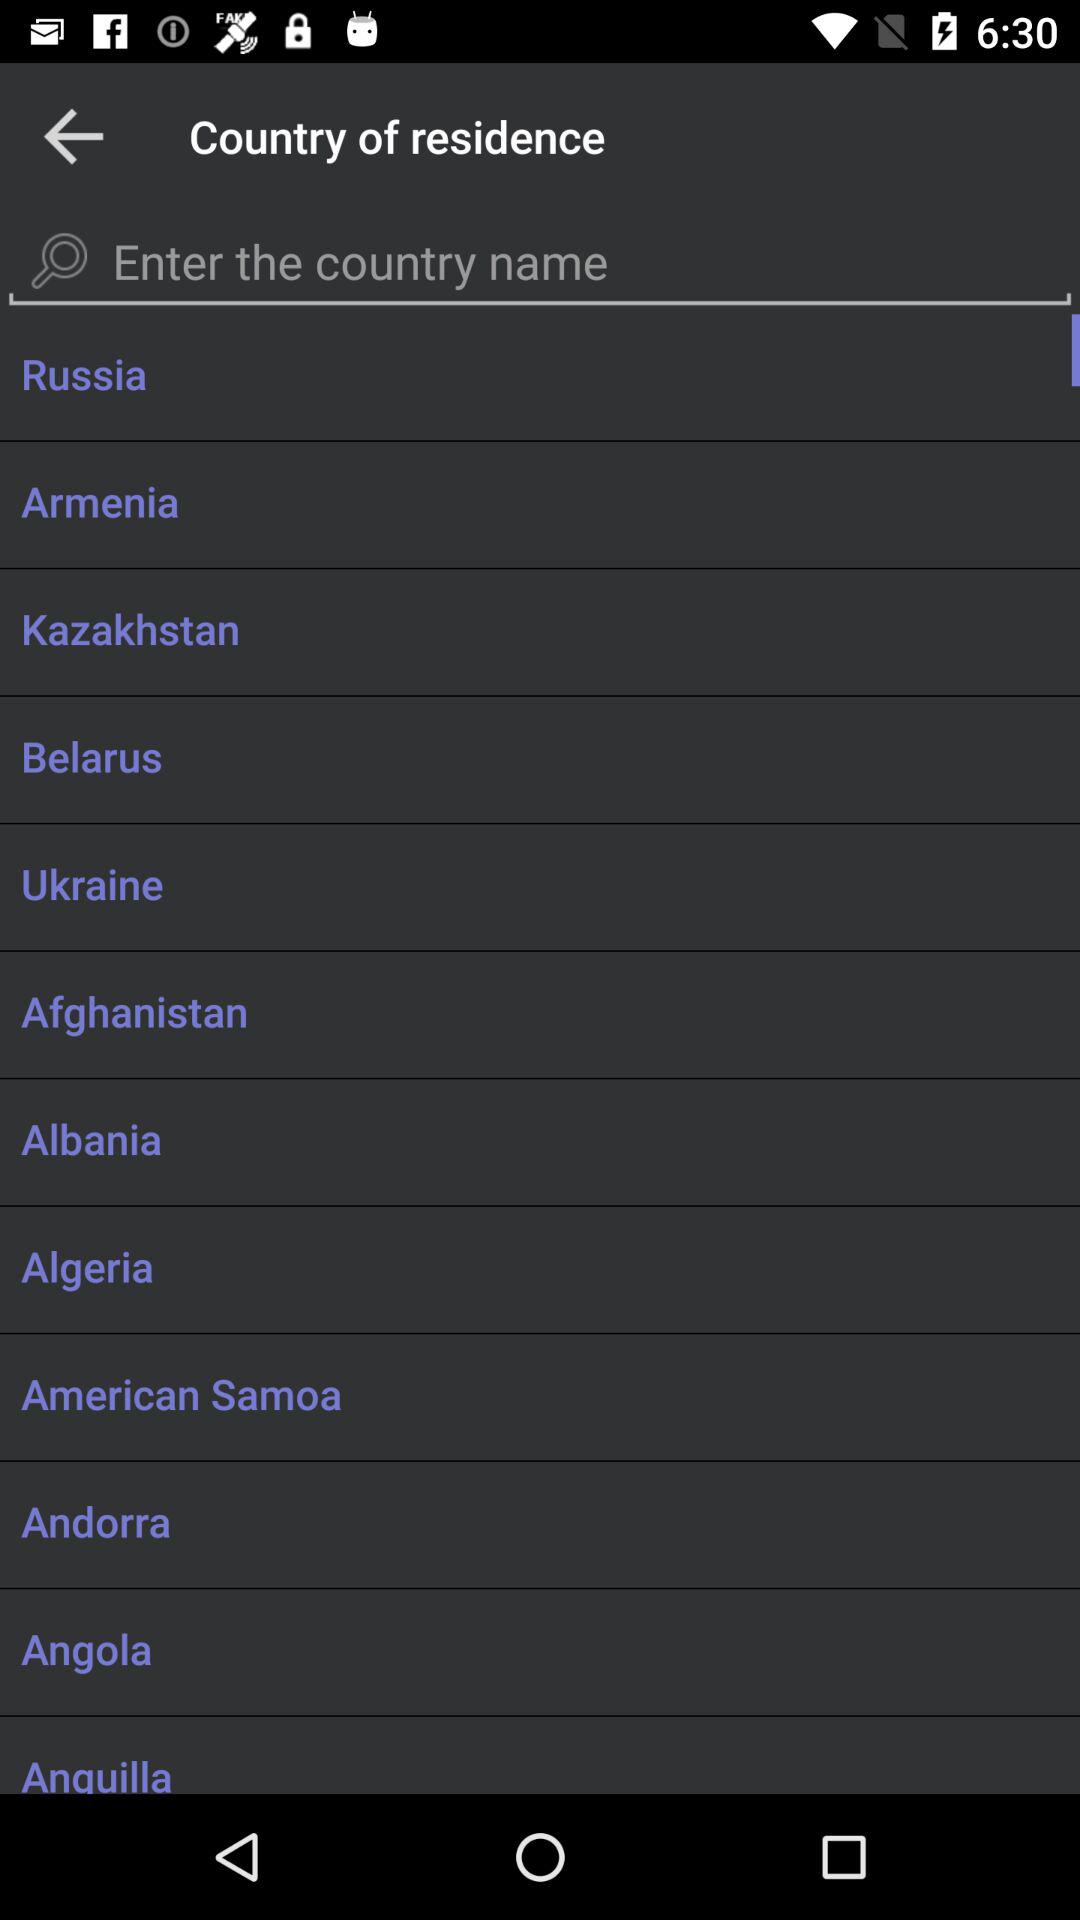 FAKE
6:30
Country of residence
Enter the country name
Russia
Armenia
Kazakhstan
Belarus
Ukraine
Afghanistan
Albania
Algeria
American Samoa
Andorra
Angola
Anguilla